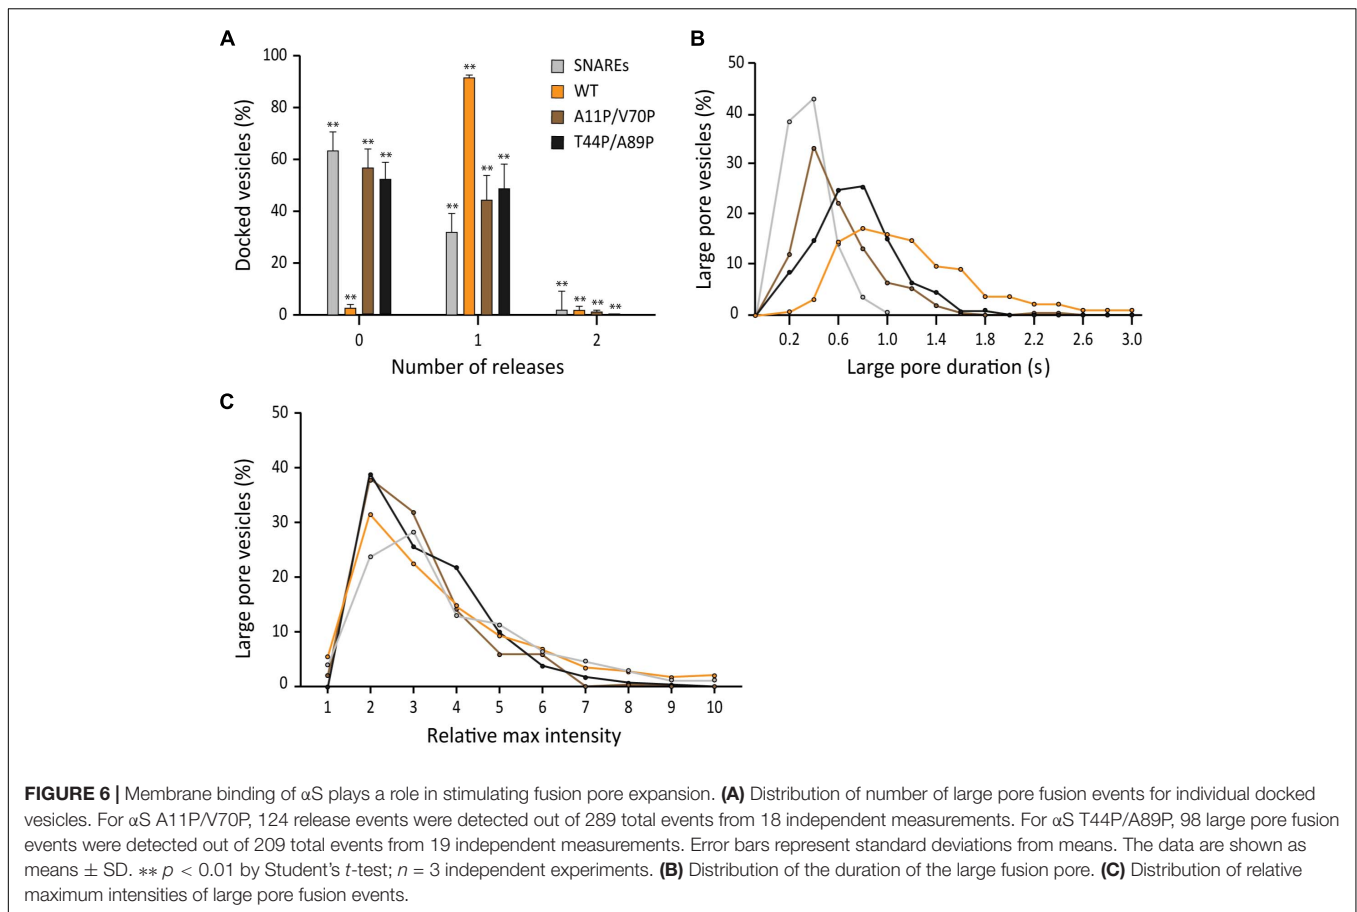 A
100
80
60
40
20
0
Docked vesicles (%)
** ** ** **
** ** ** **
** ** ** **
0 1 2
Number of releases
SNAREs
WT
A11P/V70P
T44P/A89P
B
50
40
30
20
10
0
Large pore vesicles (%)
0.2 0.6 1.0 1.4 1.8 2.2 2.6 3.0
Large pore duration (s)
C
50
40
30
20
10
0
Large pore vesicles (%)
1 2 3 4 5 6 7 8 9 10
Relative max intensity
FIGURE 6 | Membrane binding of αS plays a role in stimulating fusion pore expansion. (A) Distribution of number of large pore fusion events for individual docked
vesicles. For αS A11P/V70P, 124 release events were detected out of 289 total events from 18 independent measurements. For αS T44P/A89P, 98 large pore fusion
events were detected out of 209 total events from 19 independent measurements. Error bars represent standard deviations from means. The data are shown as
means ± SD. ** p < 0.01 by Student's t-test; n = 3 independent experiments. (B) Distribution of the duration of the large fusion pore. (C) Distribution of relative
maximum intensities of large pore fusion events.